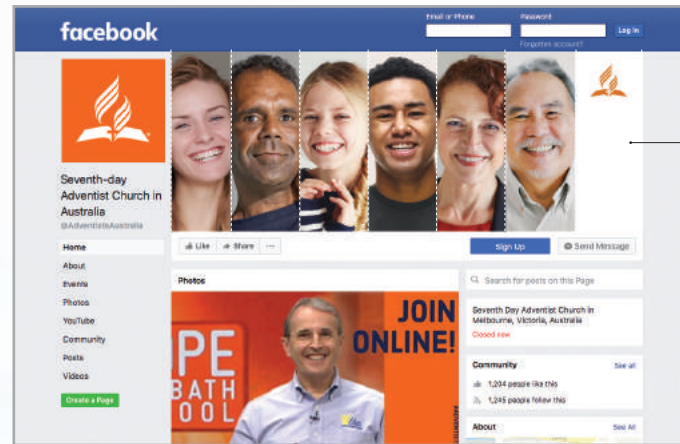 facebook
Email or Phone
Password
Log In
Forgotten account?
Seventh-day
Adventist Church in
Australia
@AdventistsAustralia
Home
About
Events
Photos
YouTube
Community
Posts
Videos
Create a Page
Like
Share
Sign Up
Send Message
Photos
JOIN
ONLINE!
PE
BATH
OOL
Search for posts on this Page
Seventh Day Adventist Church in
Melbourne, Victoria, Australia
Closed now
Community
See all
1,204 people like this
1,245 people follow this
About
See All